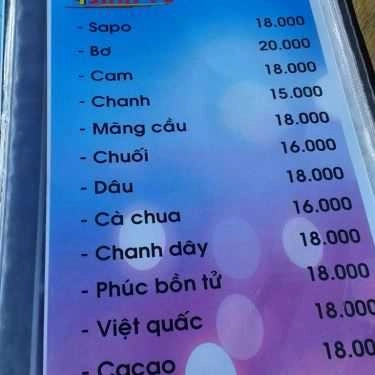 - Sapo 18.000
- Bơ 20.000
- Cam 18.000
- Chanh 15.000
- Mãng cầu 18.000
- Chuối 16.000
- Dâu 18.000
- Cà chua 16.000
- Chanh dây 18.000
- Phúc bồn tử 18.000
- Việt quấc 18.000
- Cacao 18.00